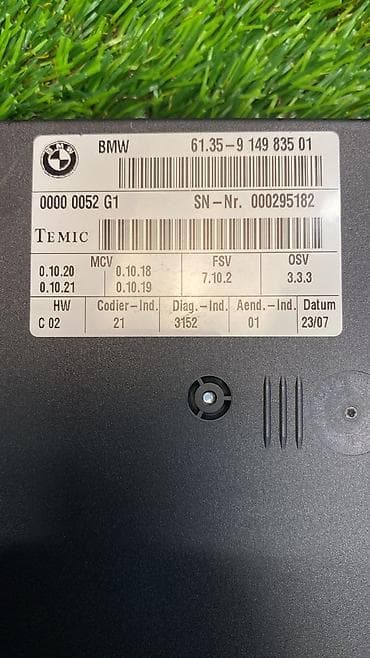 BMW
BMW 61.35-9 149 835 01
0000 0052 G1 SN-Nr. 000295182
TEMIC
MCV FSV OSV
0.10.20 0.10.18 7.10.2 3.3.3
0.10.21 0.10.19
HW Codier-Ind. Diag.-Ind. Aend.-Ind. Datum
C 02 21 3152 01 23/07